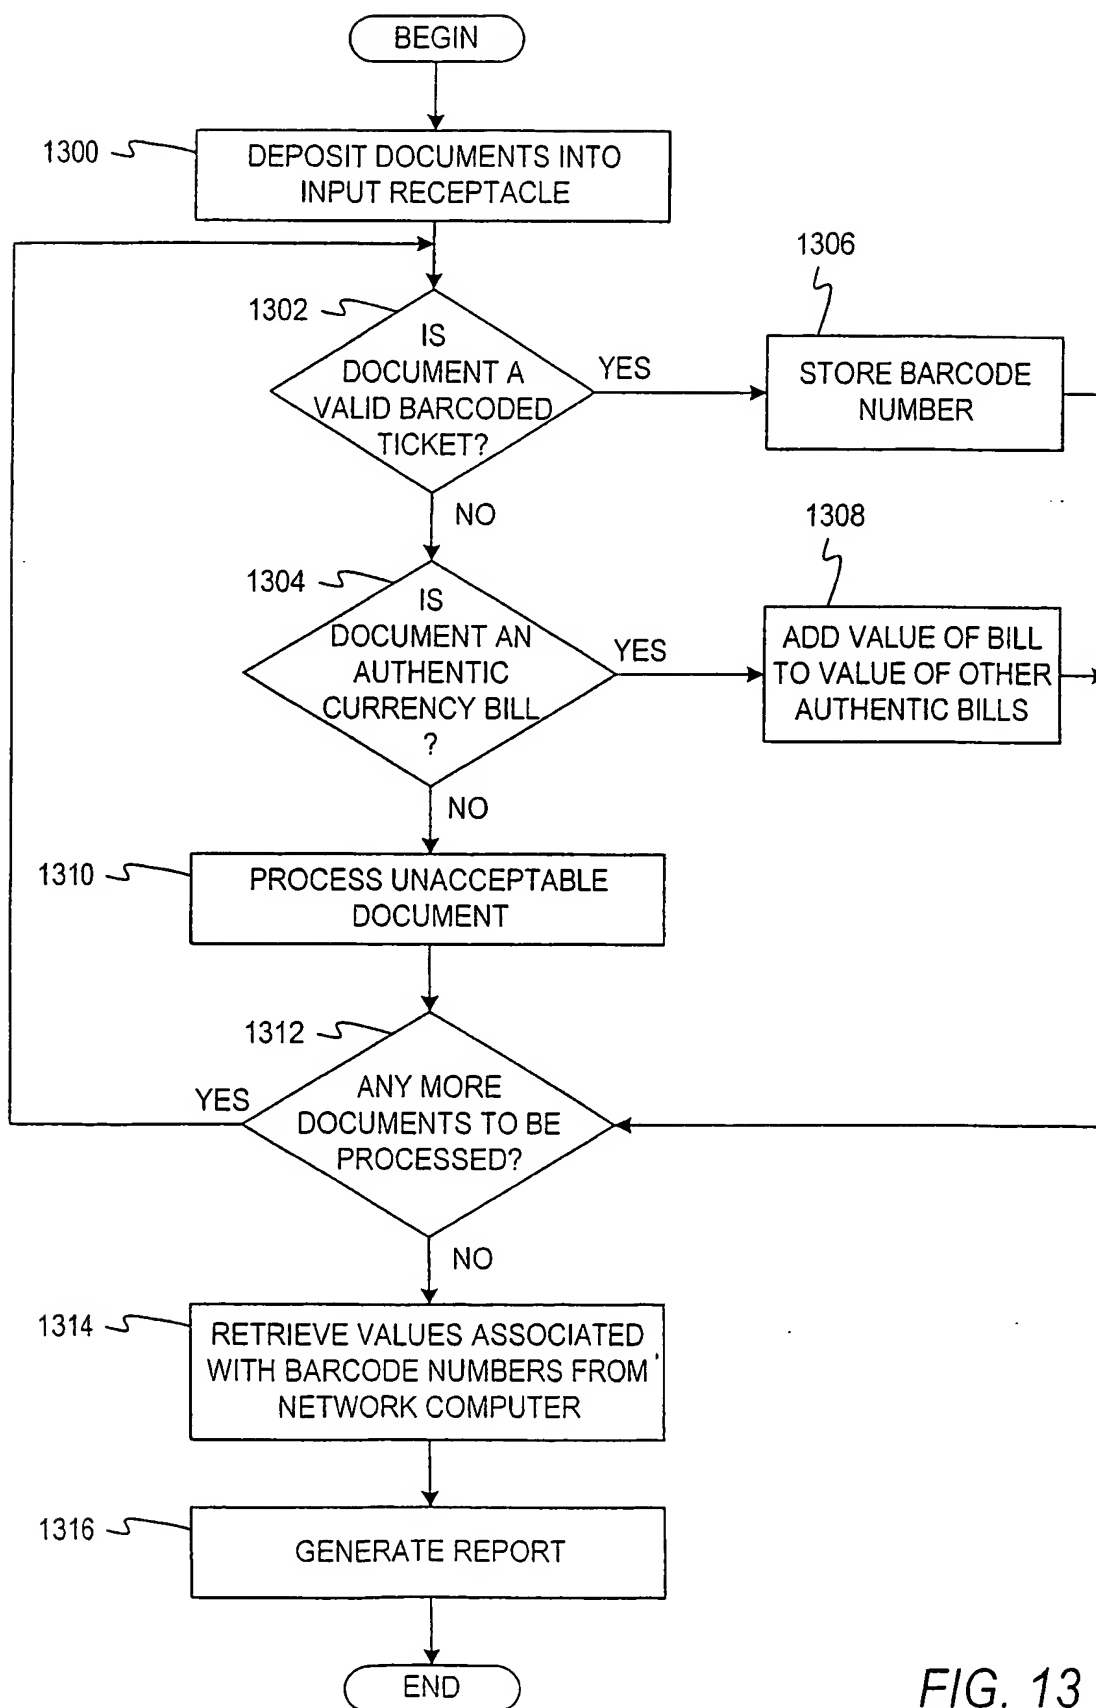 BEGIN
1300
DEPOSIT DOCUMENTS INTO
INPUT RECEPTACLE
1302
IS
DOCUMENT A
VALID BARCODED
TICKET?
YES
1306
STORE BARCODE
NUMBER
NO
1304
IS
DOCUMENT AN
AUTHENTIC
CURRENCY BILL
?
YES
1308
ADD VALUE OF BILL
TO VALUE OF OTHER
AUTHENTIC BILLS
NO
1310
PROCESS UNACCEPTABLE
DOCUMENT
1312
ANY MORE
DOCUMENTS TO BE
PROCESSED?
YES
NO
1314
RETRIEVE VALUES ASSOCIATED
WITH BARCODE NUMBERS FROM
NETWORK COMPUTER
1316
GENERATE REPORT
END
FIG. 13